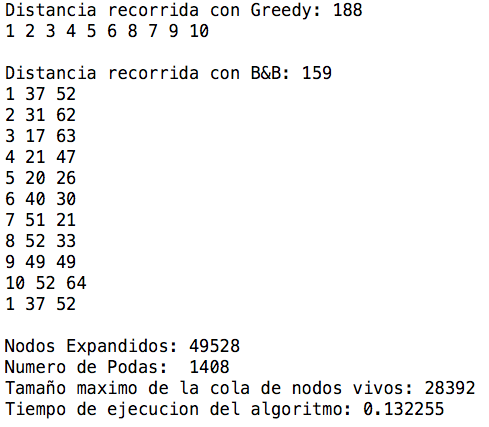 Distancia recorrida con Greedy: 188
1 2 3 4 5 6 7 8 9 10
Distancia recorrida con B&B: 159
1 37 52
2 31 62
3 17 63
4 21 47
5 20 26
6 40 30
7 51 21
8 52 33
9 49 49
10 52 64
1 37 52
Nodos Expandidos: 49528
Numero de Podas:  1408
Tamaño maximo de la cola de nodos vivos: 28392
Tiempo de ejecucion del algoritmo: 0.132255